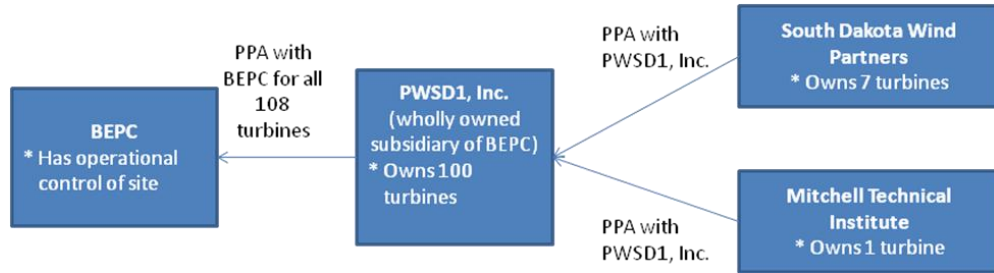 BEPC
* Has operational
control of site
PPA with
BEPC for all
108
turbines
PWSD1, Inc.
(wholly owned
subsidiary of BEPC)
* Owns 100
turbines
PPA with
PWSD1, Inc.
South Dakota Wind
Partners
* Owns 7 turbines
PPA with
PWSD1, Inc.
Mitchell Technical
Institute
* Owns 1 turbine